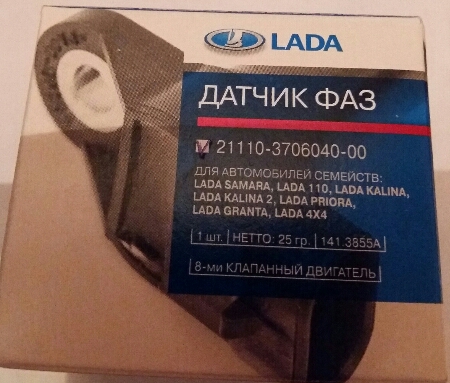 LADA
ДАТЧИК ФАЗ
21110-3706040-00
ДЛЯ АВТОМОБИЛЕЙ СЕМЕЙСТВ:
LADA SAMARA, LADA 110, LADA KALINA,
LADA KALINA 2, LADA PRIORA,
LADA GRANTA, LADA 4X4
1 шт. | НЕТТО: 25 гр. | 141.3855A
8-ми КЛАПАННЫЙ ДВИГАТЕЛЬ